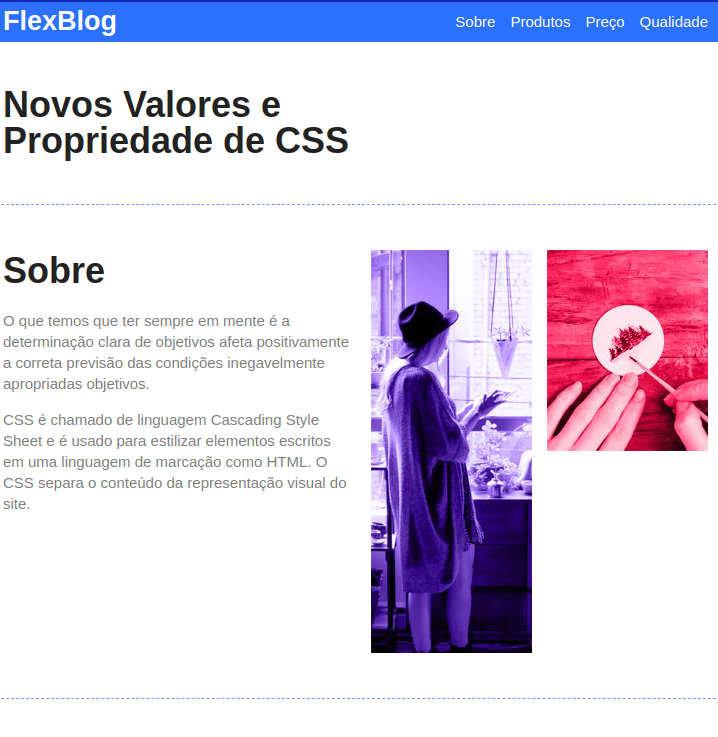 FlexBlog
Sobre Produtos Preço Qualidade
Novos Valores e
Propriedade de CSS
Sobre
O que temos que ter sempre em mente é a
determinação clara de objetivos afeta positivamente
a correta previsão das condições inegavelmente
apropriadas objetivos.
CSS é chamado de linguagem Cascading Style
Sheet e é usado para estilizar elementos escritos
em uma linguagem de marcação como HTML. O
CSS separa o conteúdo da representação visual do
site.